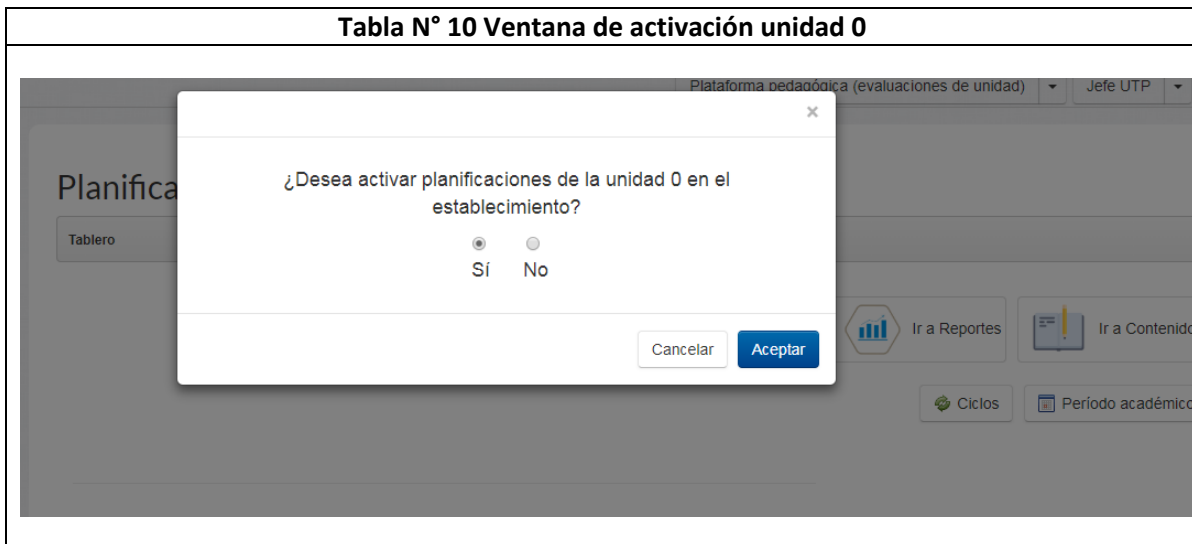 Tabla N° 10 Ventana de activación unidad 0
Plataforma pedagógica (evaluaciones de unidad) Jefe UTP
×
¿Desea activar planificaciones de la unidad 0 en el
establecimiento?
Planifica
Tablero
Sí No
Cancelar Aceptar
Ir a Reportes Ir a Contenido
Ciclos Período académico